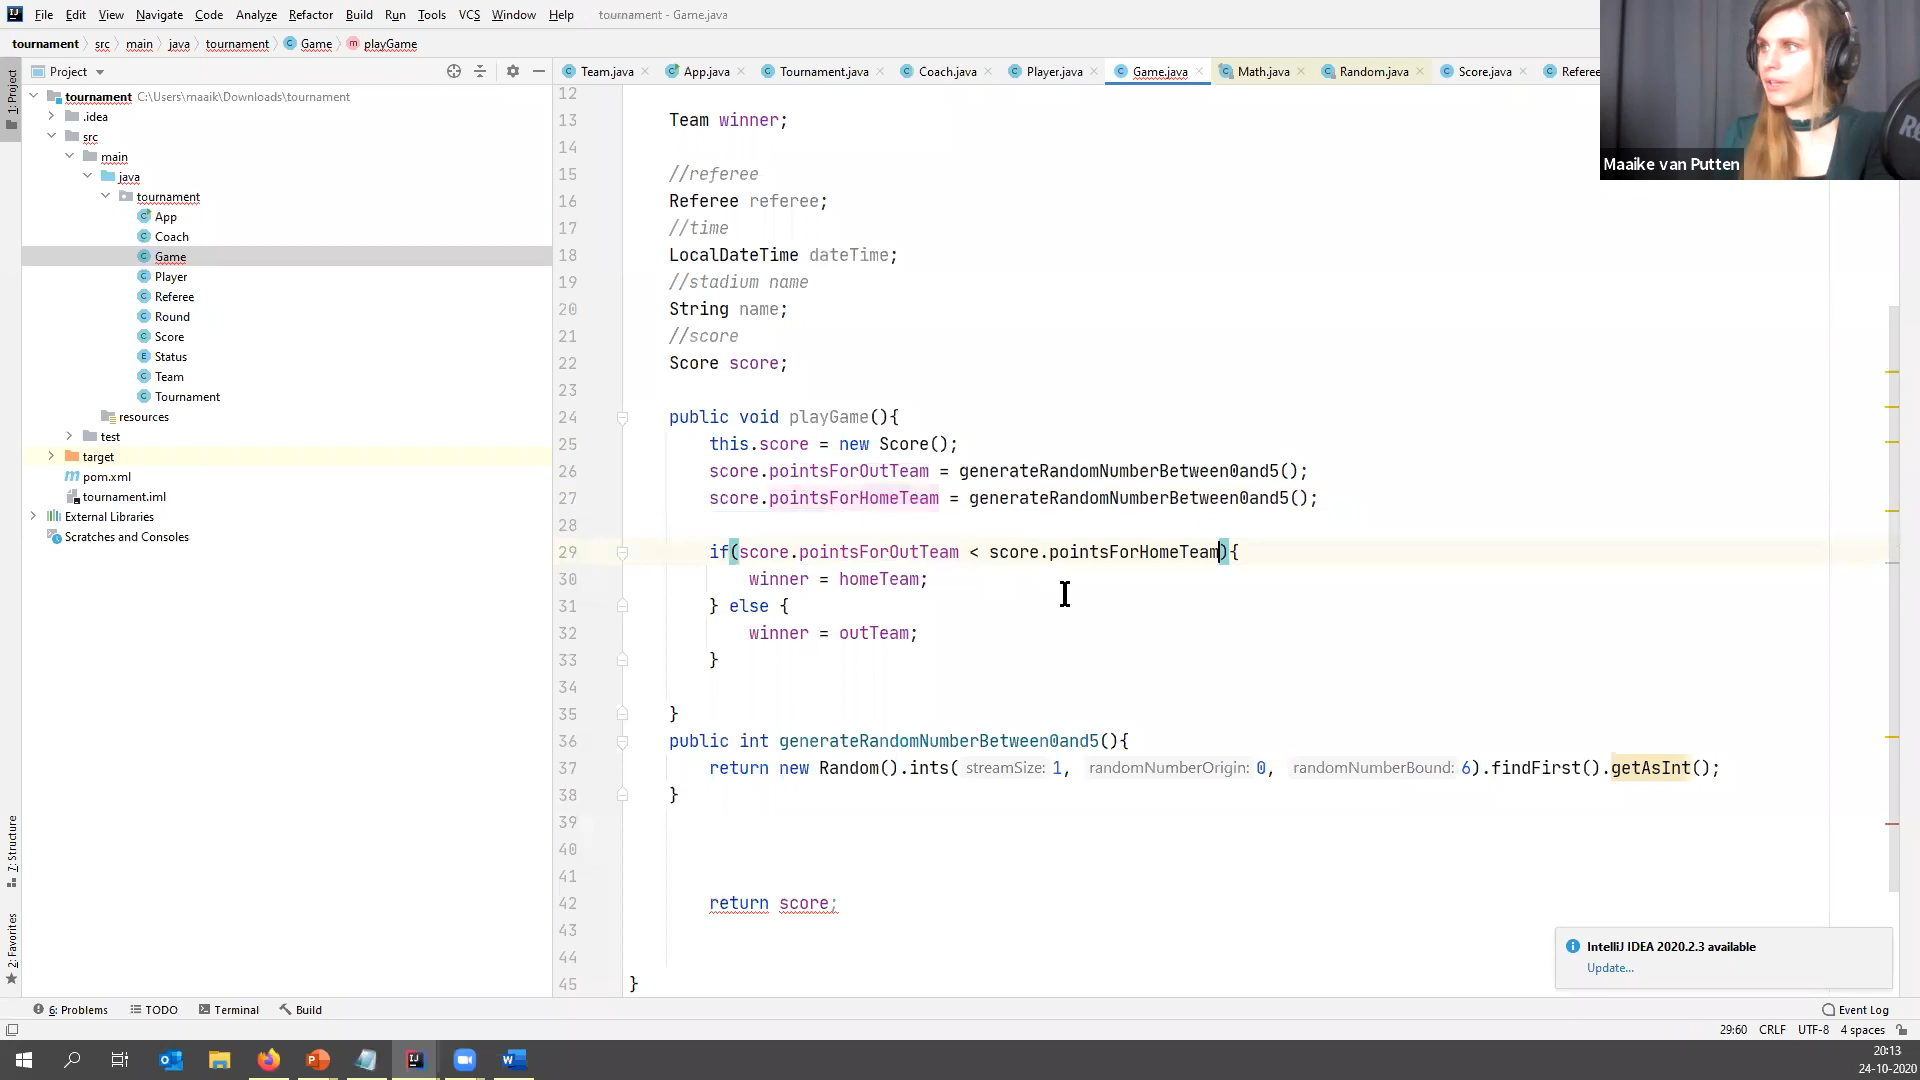 File Edit View Navigate Code Analyze Refactor Build Run Tools VCS Window Help tournament - Game.java
tournament src main java tournament Game playGame
Project
Team.java App.java Tournament.java Coach.java Player.java Game.java Math.java Random.java Score.java Referee
1: Project
tournament C:\Users\maaik\Downloads\tournament
.idea
src
main
java
tournament
App
Coach
Game
Player
Referee
Round
Score
Status
Team
Tournament
resources
test
target
pom.xml
tournament.iml
External Libraries
Scratches and Consoles
7: Structure
2: Favorites
12
13 Team winner;
14
15 //referee
16 Referee referee;
17 //time
18 LocalDateTime dateTime;
19 //stadium name
20 String name;
21 //score
22 Score score;
23
24 public void playGame(){
25 this.score = new Score();
26 score.pointsForOutTeam = generateRandomNumberBetween0and5();
27 score.pointsForHomeTeam = generateRandomNumberBetween0and5();
28
29 if(score.pointsForOutTeam < score.pointsForHomeTeam){
30 winner = homeTeam;
31 } else {
32 winner = outTeam;
33 }
34
35 }
36 public int generateRandomNumberBetween0and5(){
37 return new Random().ints( streamSize: 1, randomNumberOrigin: 0, randomNumberBound: 6).findFirst().getAsInt();
38 }
39
40
41
42 return score;
43
44
45 }
Maaike van Putten
IntelliJ IDEA 2020.2.3 available
Update...
6: Problems TODO Terminal Build Event Log
29:60 CRLF UTF-8 4 spaces
20:13
24-10-2020